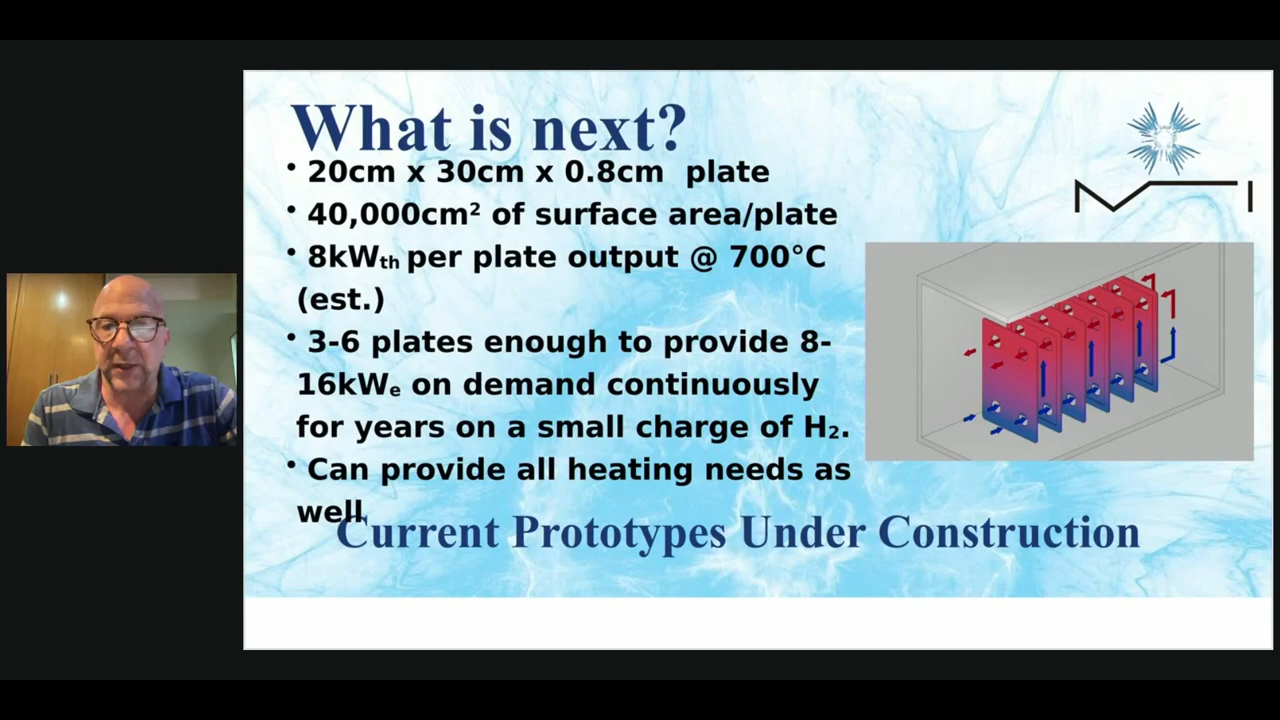 What is next?
• 20cm x 30cm x 0.8cm  plate
• 40,000cm² of surface area/plate
• 8kWth per plate output @ 700°C
(est.)
• 3-6 plates enough to provide 8-
16kWe on demand continuously
for years on a small charge of H₂.
• Can provide all heating needs as
well
Current Prototypes Under Construction